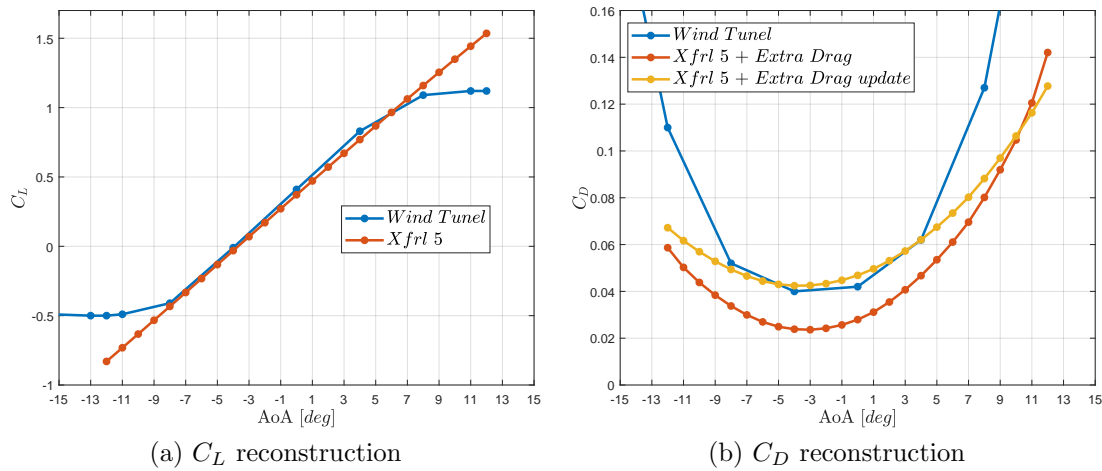 1.5
1
0.5
0
-0.5
-1
C_L
Wind Tunel
Xfrl 5
-15 -13 -11 -9 -7 -5 -3 -1 1 3 5 7 9 11 13 15
AoA [deg]
(a) C_L reconstruction
0.16
0.14
0.12
0.1
0.08
0.06
0.04
0.02
0
C_D
Wind Tunel
Xfrl 5 + Extra Drag
Xfrl 5 + Extra Drag update
-15 -13 -11 -9 -7 -5 -3 -1 1 3 5 7 9 11 13 15
AoA [deg]
(b) C_D reconstruction